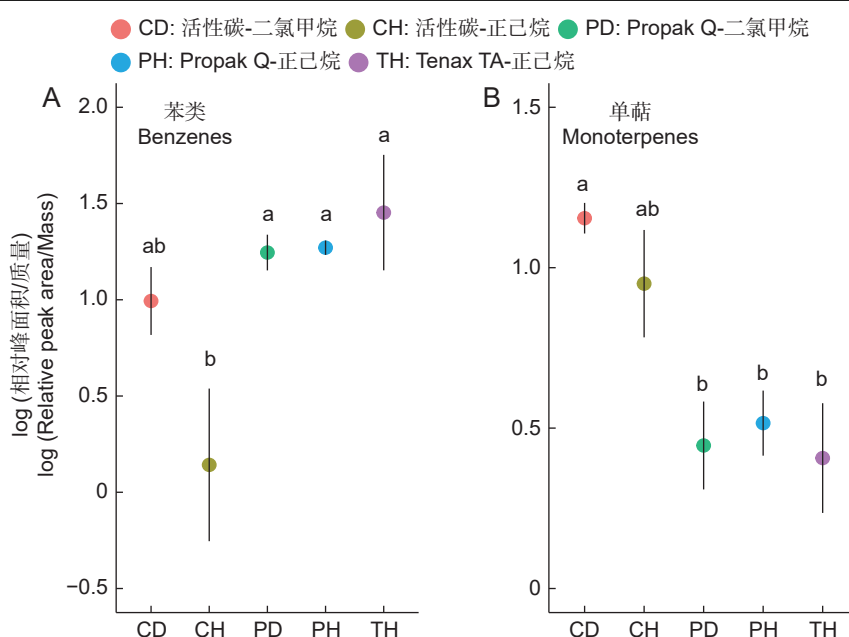 CD: 活性碳-二氯甲烷 CH: 活性碳-正己烷 PD: Propak Q-二氯甲烷
PH: Propak Q-正己烷 TH: Tenax TA-正己烷
A
苯类
Benzenes
log (相对峰面积/质量)
log (Relative peak area/Mass)
2.0
1.5
1.0
0.5
0
−0.5
ab
b
a
a
a
CD CH PD PH TH
B
单萜
Monoterpenes
1.5
1.0
0.5
0
a
ab
b
b
b
CD CH PD PH TH